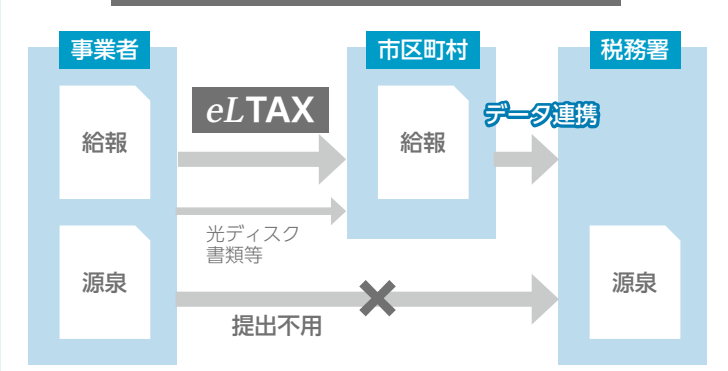 事業者
市区町村
税務署
eLTAX
データ連携
給報
給報
光ディスク
書類等
源泉
源泉
提出不用